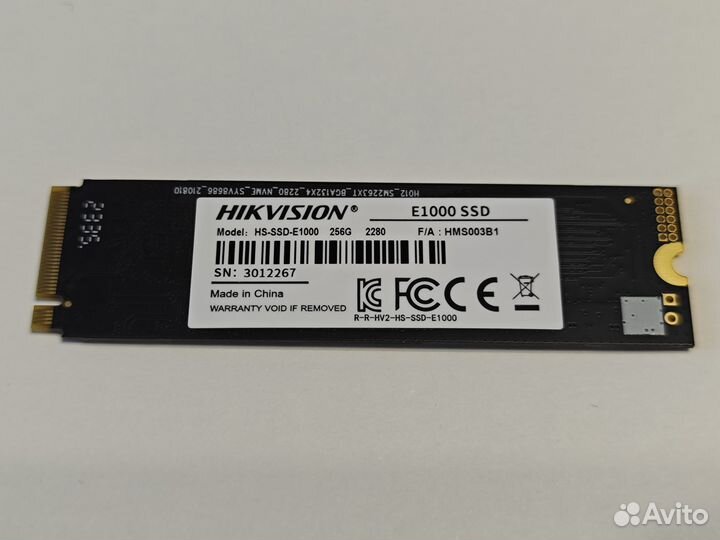 H012_SM2263XT_BGA132X4_2280_NVME_SYV8686_210810
HIKVISION® E1000 SSD
Model: HS-SSD-E1000 256G 2280 F/A : HMS003B1
SN: 3012267
Made in China
WARRANTY VOID IF REMOVED
FCCE
R-R-HV2-HS-SSD-E1000
Avito